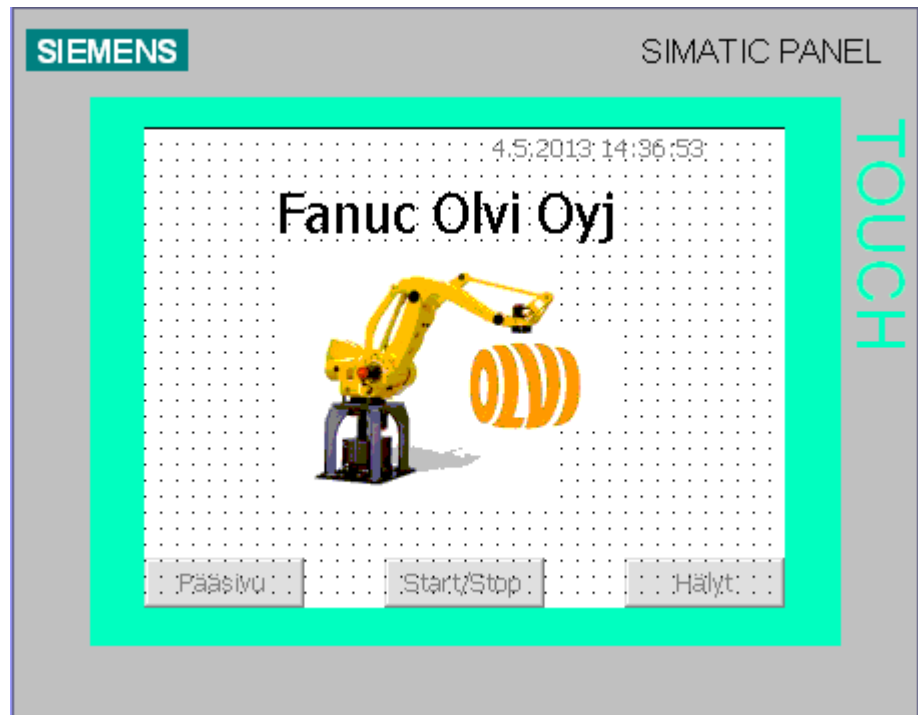 SIEMENS
SIMATIC PANEL
TOUCH
4.5.2013 14:36:53
Fanuc Olvi Oyj
OLVI
Pääsivu
Start/Stop
Hälyt